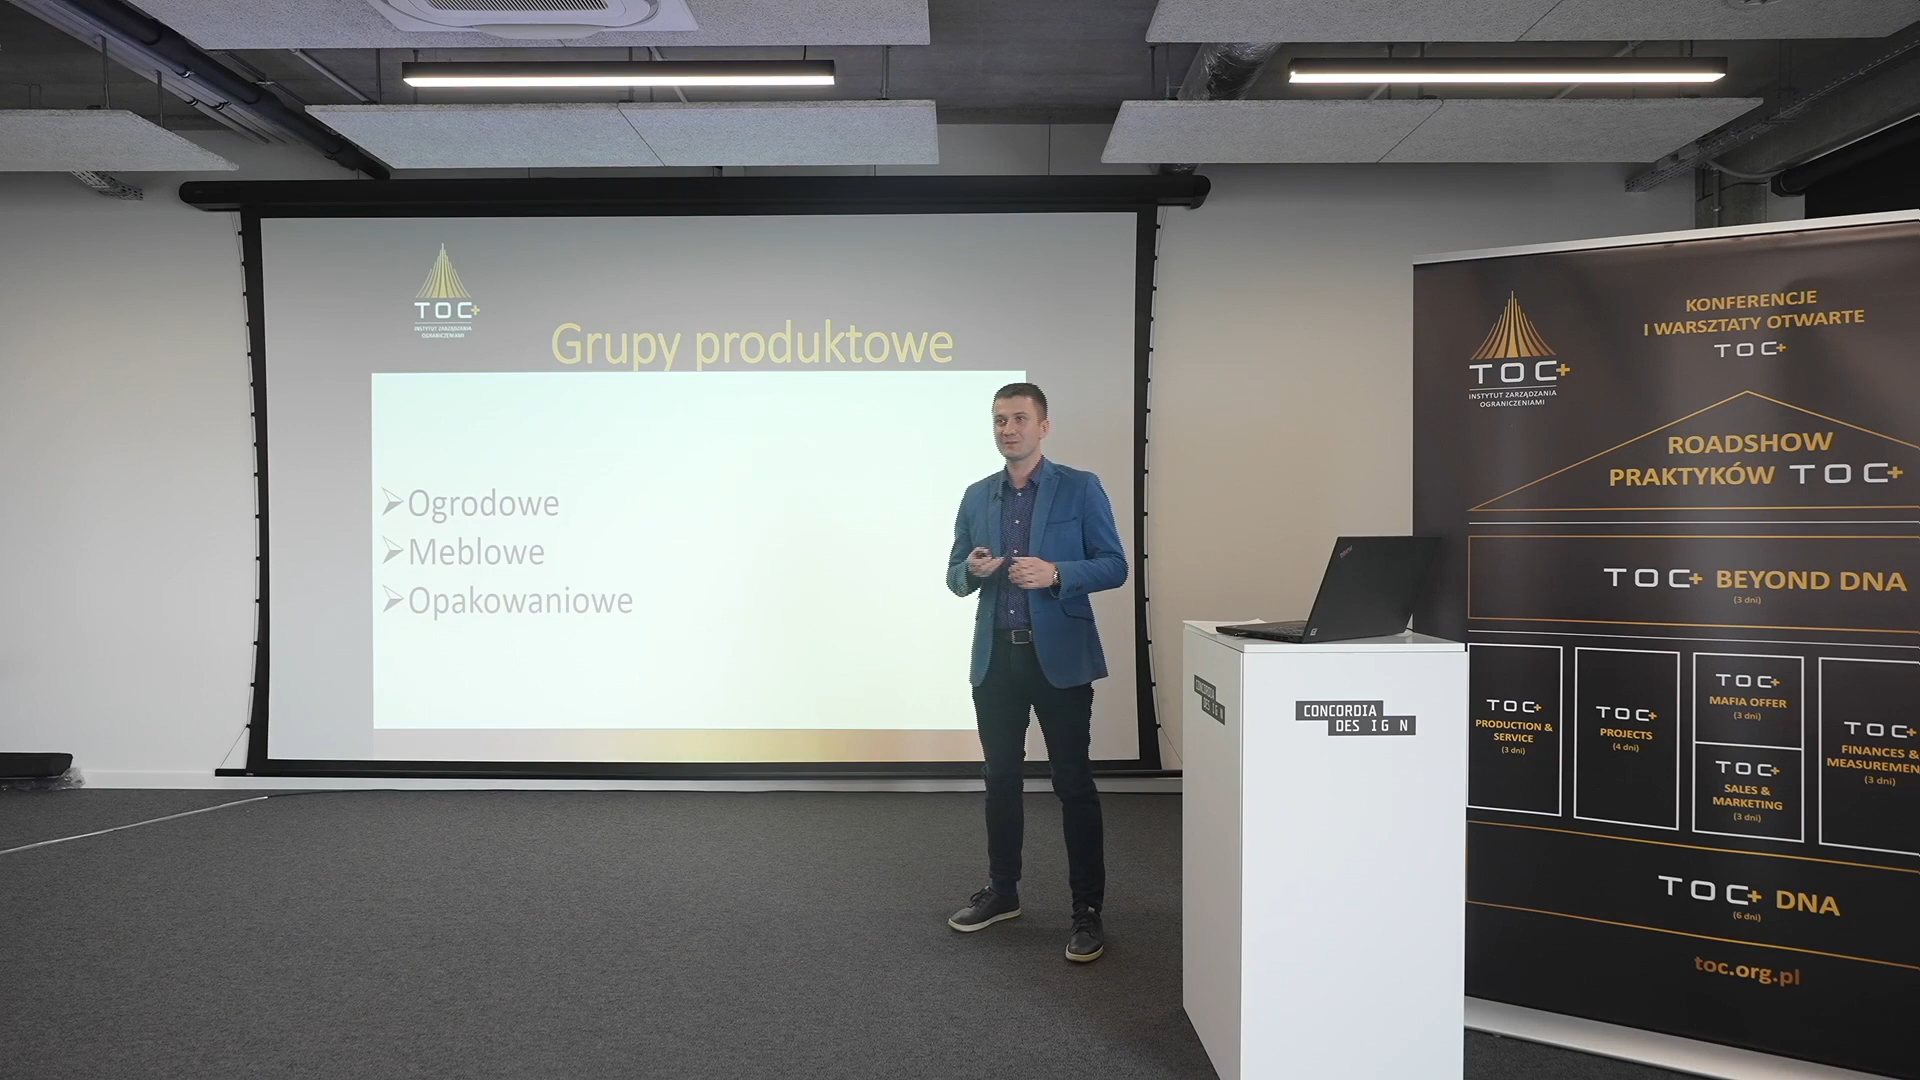 TOC+
INSTYTUT ZARZĄDZANIA
OGRANICZENIAMI
Grupy produktowe
Ogrodowe
Meblowe
Opakowaniowe
ThinkPad
CONCORDIA
DES I G N
CONCORDIA
DES I G N
TOC+
INSTYTUT ZARZĄDZANIA
OGRANICZENIAMI
KONFERENCJE
I WARSZTATY OTWARTE
TOC+
ROADSHOW
PRAKTYKÓW TOC+
TOC+ BEYOND DNA
(3 dni)
TOC+
PRODUCTION &
SERVICE
(3 dni)
TOC+
PROJECTS
(4 dni)
TOC+
MAFIA OFFER
(3 dni)
TOC+
SALES &
MARKETING
(3 dni)
TOC+
FINANCES &
MEASUREMEN
(3 dni)
TOC+ DNA
(6 dni)
toc.org.pl